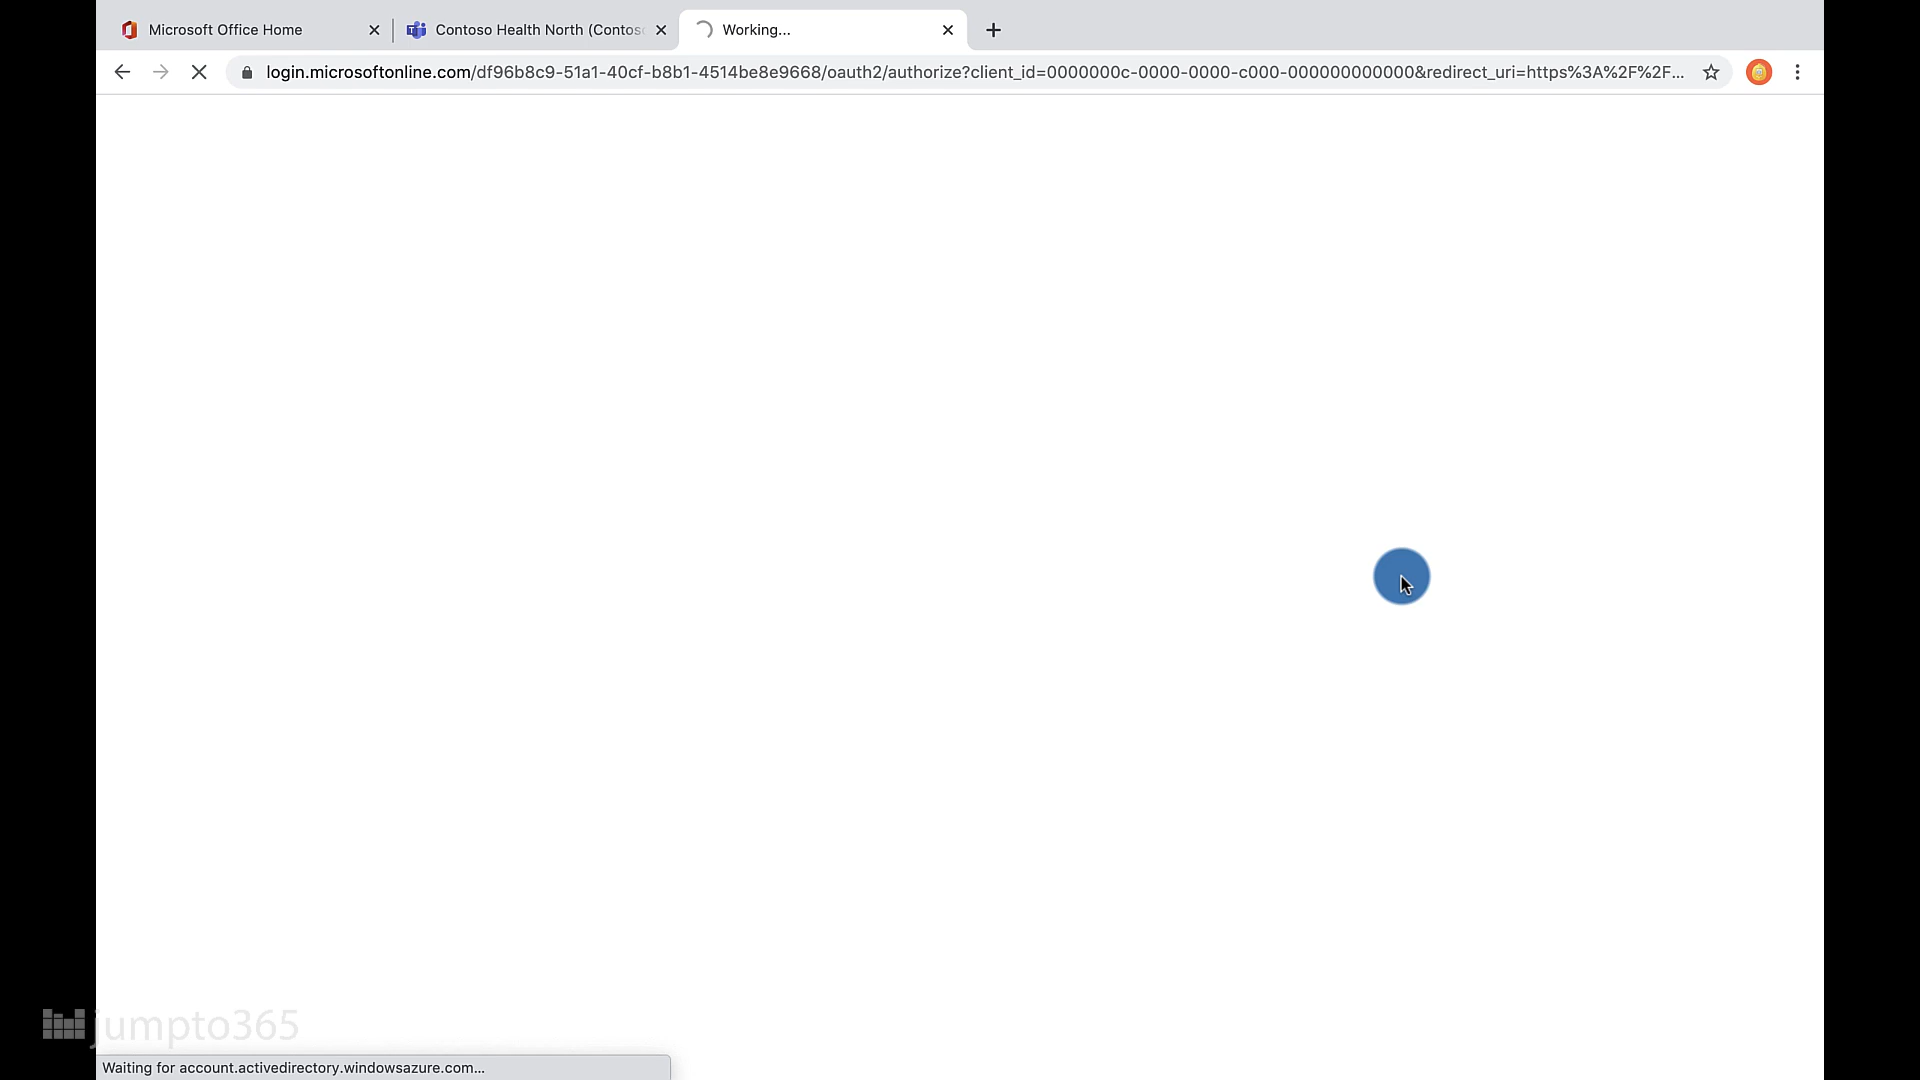 Microsoft Office Home
Contoso Health North (Contos
Working...
login.microsoftonline.com/df96b8c9-51a1-40cf-b8b1-4514be8e9668/oauth2/authorize?client_id=0000000c-0000-0000-c000-000000000000&redirect_uri=https%3A%2F%2F...
jumpto365
Waiting for account.activedirectory.windowsazure.com...